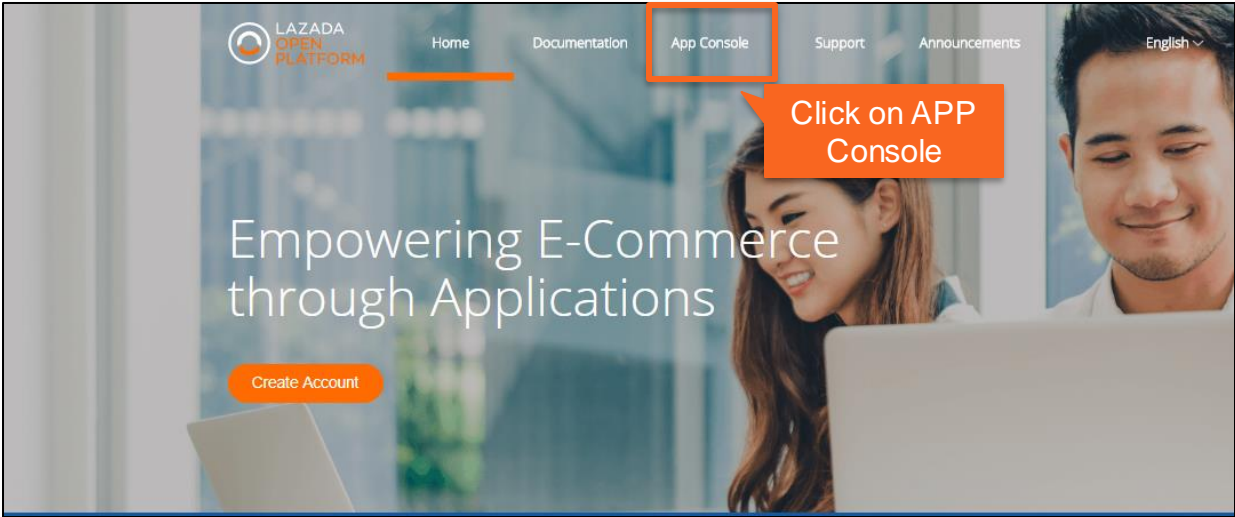 LAZADA
OPEN
PLATFORM
Home
Documentation
App Console
Support
Announcements
English
Click on APP
Console
Empowering E-Commerce
through Applications
Create Account